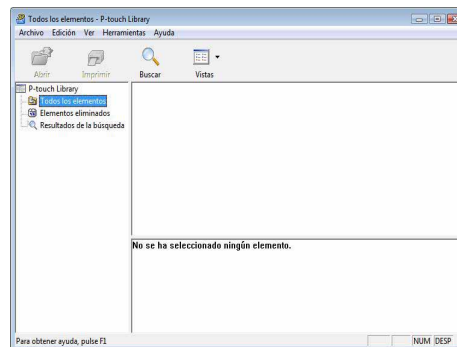 Todos los elementos - P-touch Library
Archivo Edición Ver Herramientas Ayuda
Abrir Imprimir Buscar Vistas
P-touch Library
Todos los elementos
Elementos eliminados
Resultados de la búsqueda
No se ha seleccionado ningún elemento.
Para obtener ayuda, pulse F1 NUM DESP